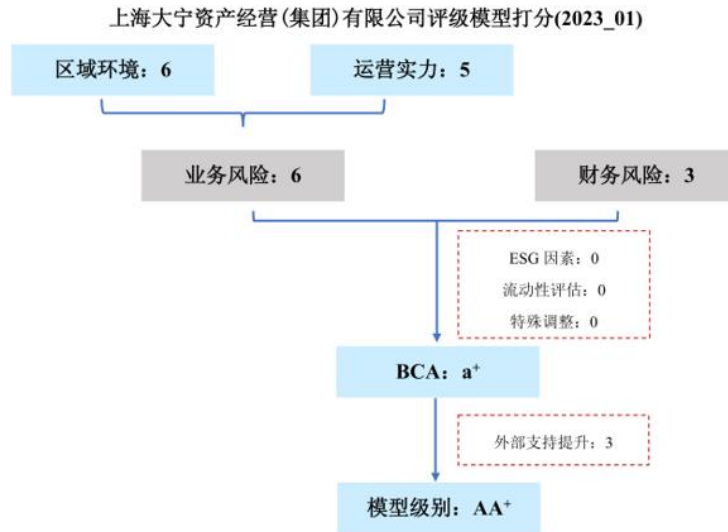 上海大宁资产经营(集团)有限公司评级模型打分(2023_01)
区域环境：6
运营实力：5
业务风险：6
财务风险：3
ESG 因素：0
流动性评估：0
特殊调整：0
BCA：a⁺
外部支持提升：3
模型级别：AA⁺